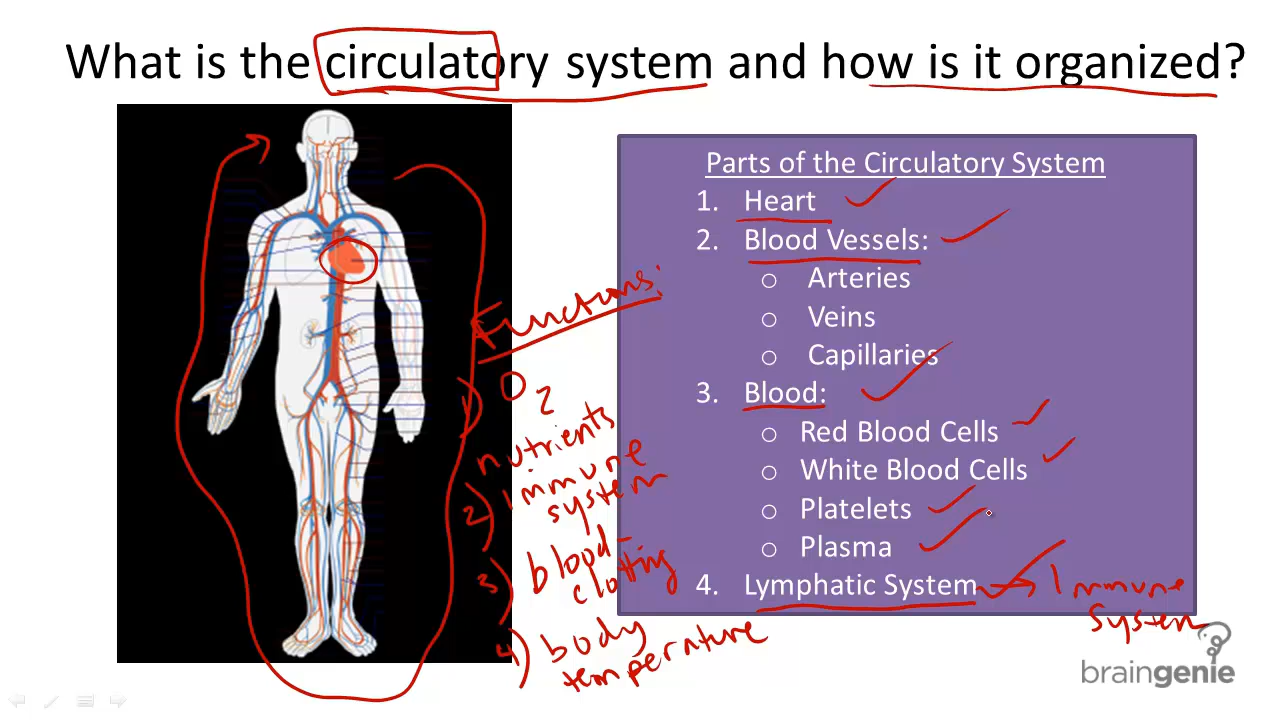 What is the circulatory system and how is it organized?
Parts of the Circulatory System
1. Heart
2. Blood Vessels:
o Arteries
o Veins
o Capillaries
3. Blood:
o Red Blood Cells
o White Blood Cells
o Platelets
o Plasma
4. Lymphatic System
Immune
System
Functions:
1) O2
nutrients
2) immune
system
3) blood-
clotting
4) body
temperature
braingenie